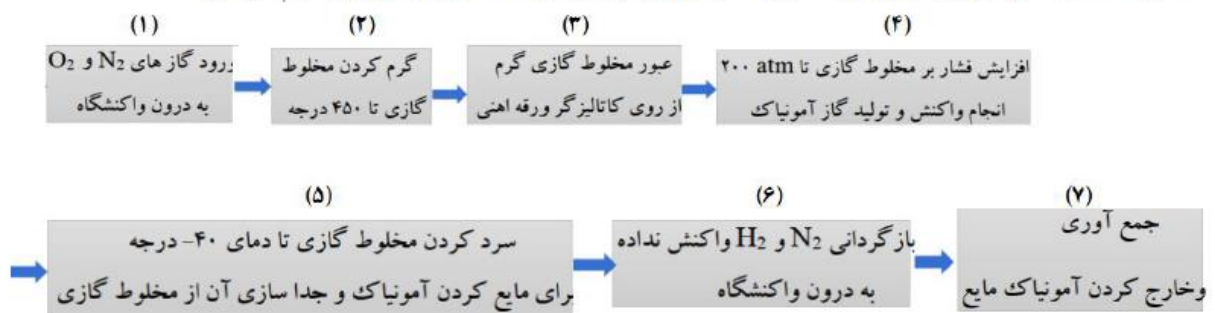 (۱)
ورود گاز های N₂ و O₂
به درون واکنشگاه
(۲)
گرم کردن مخلوط
گازی تا ۴۵۰ درجه
(۳)
عبور مخلوط گازی گرم
از روی کاتالیزگر ورقه اهنی
(۴)
افزایش فشار بر مخلوط گازی تا ۲۰۰ atm
انجام واکنش و تولید گاز آمونیاک
(۵)
سرد کردن مخلوط گازی تا دمای ۴۰− درجه
برای مایع کردن آمونیاک و جدا سازی آن از مخلوط گازی
(۶)
بازگردانی N₂ و H₂ واکنش نداده
به درون واکنشگاه
(۷)
جمع آوری
وخارج کردن آمونیاک مایع